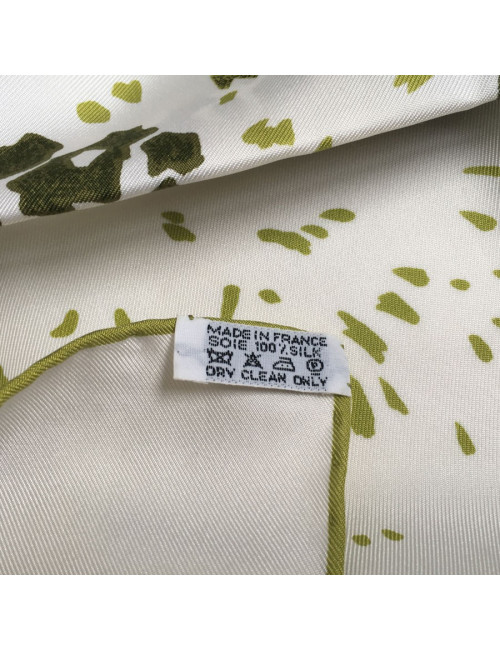 MADE IN FRANCE
SOIE 100% SILK
DRY CLEAN ONLY